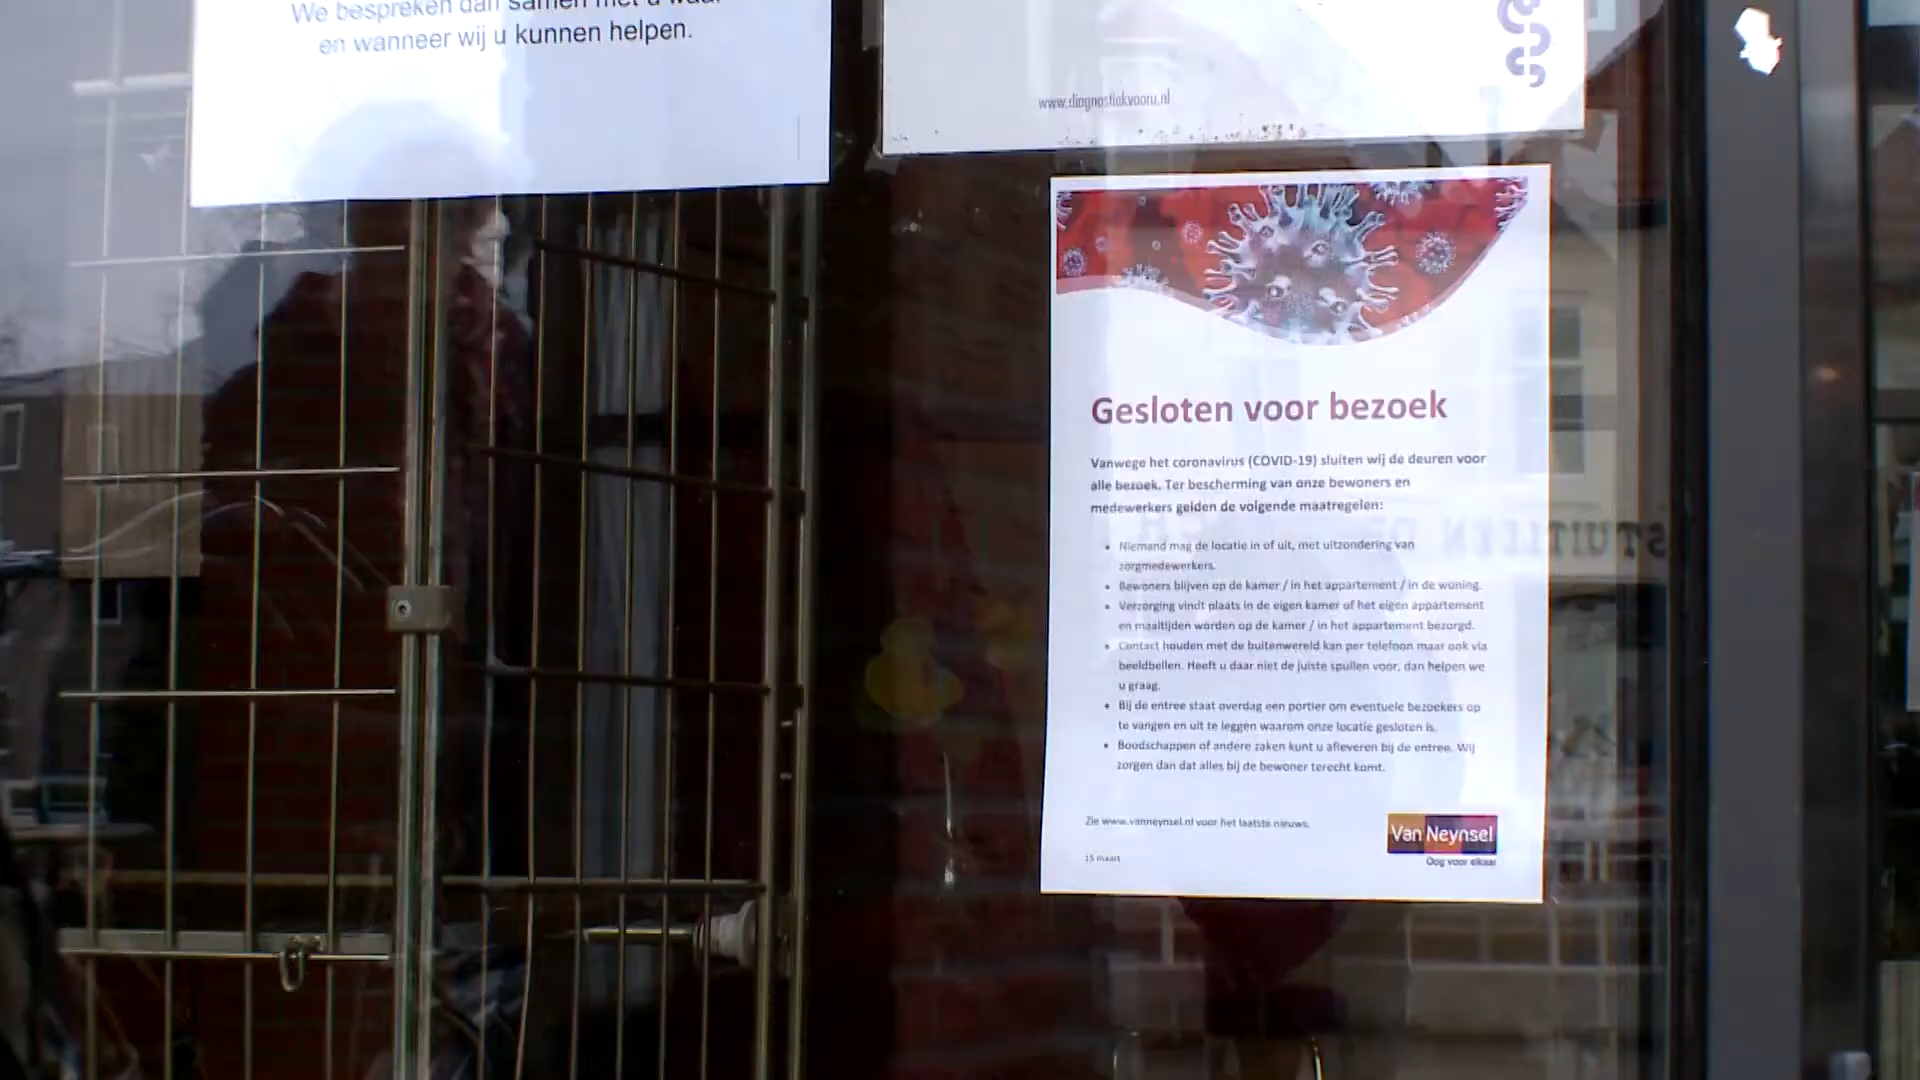 We bespreken dan samen met u waar
en wanneer wij u kunnen helpen.
www.diagnostiekvooru.nl
Gesloten voor bezoek
Vanwege het coronavirus (COVID-19) sluiten wij de deuren voor
alle bezoek. Ter bescherming van onze bewoners en
medewerkers gelden de volgende maatregelen:
• Niemand mag de locatie in of uit, met uitzondering van
zorgmedewerkers.
• Bewoners blijven op de kamer / in het appartement / in de woning.
• Verzorging vindt plaats in de eigen kamer of het eigen appartement
en maaltijden worden op de kamer / in het appartement bezorgd.
• Contact houden met de buitenwereld kan per telefoon maar ook via
beeldbellen. Heeft u daar niet de juiste spullen voor, dan helpen we
u graag.
• Bij de entree staat overdag een portier om eventuele bezoekers op
te vangen en uit te leggen waarom onze locatie gesloten is.
• Boodschappen of andere zaken kunt u afleveren bij de entree. Wij
zorgen dan dat alles bij de bewoner terecht komt.
Zie www.vanneynsel.nl voor het laatste nieuws.
Van Neynsel
Oog voor elkaar
15 maart